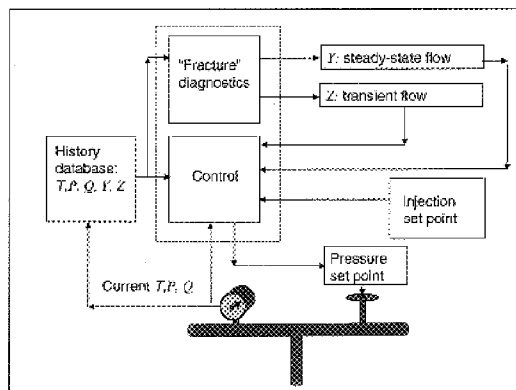 "Fracture"
diagnostics
Y: steady-state flow
Z: transient flow
History
database:
T,P, Q, Y, Z
Control
Injection
set point
Pressure
set point
Current T,P, Q